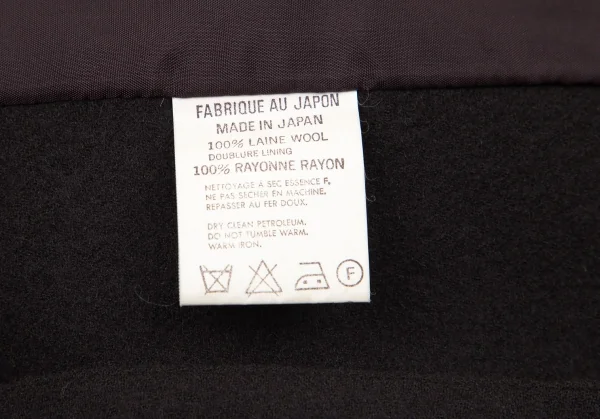 FABRIQUE AU JAPON
MADE IN JAPAN
100% LAINE WOOL
DOUBLURE LINING
100% RAYONNE RAYON
NETTOYAGE À SEC ESSENCE F.
NE PAS SECHER EN MACHINE.
REPASSER AU FER DOUX.
DRY CLEAN PETROLEUM.
DO NOT TUMBLE WARM.
WARM IRON.
F